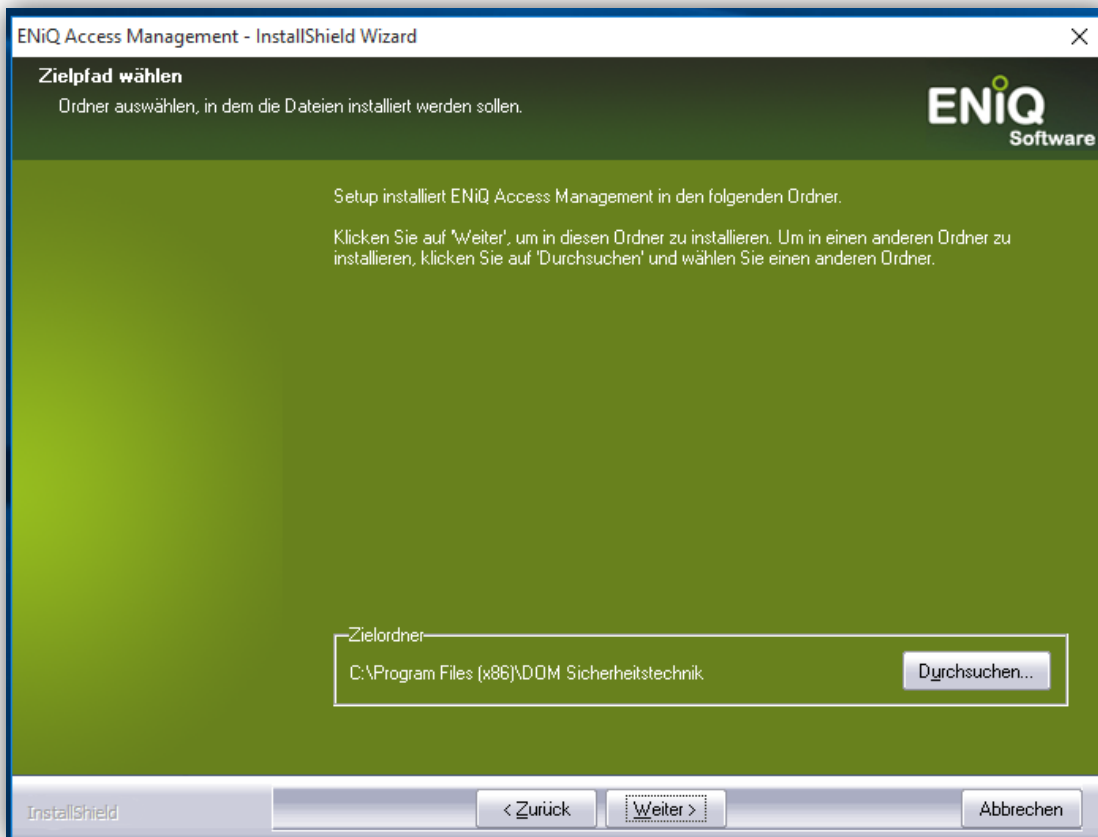 ENiQ Access Management - InstallShield Wizard
Zielpfad wählen
Ordner auswählen, in dem die Dateien installiert werden sollen.
ENiQ
Software
Setup installiert ENiQ Access Management in den folgenden Ordner.
Klicken Sie auf 'Weiter', um in diesen Ordner zu installieren. Um in einen anderen Ordner zu
installieren, klicken Sie auf 'Durchsuchen' und wählen Sie einen anderen Ordner.
Zielordner
C:\Program Files (x86)\DOM Sicherheitstechnik
Durchsuchen...
InstallShield
< Zurück
Weiter >
Abbrechen